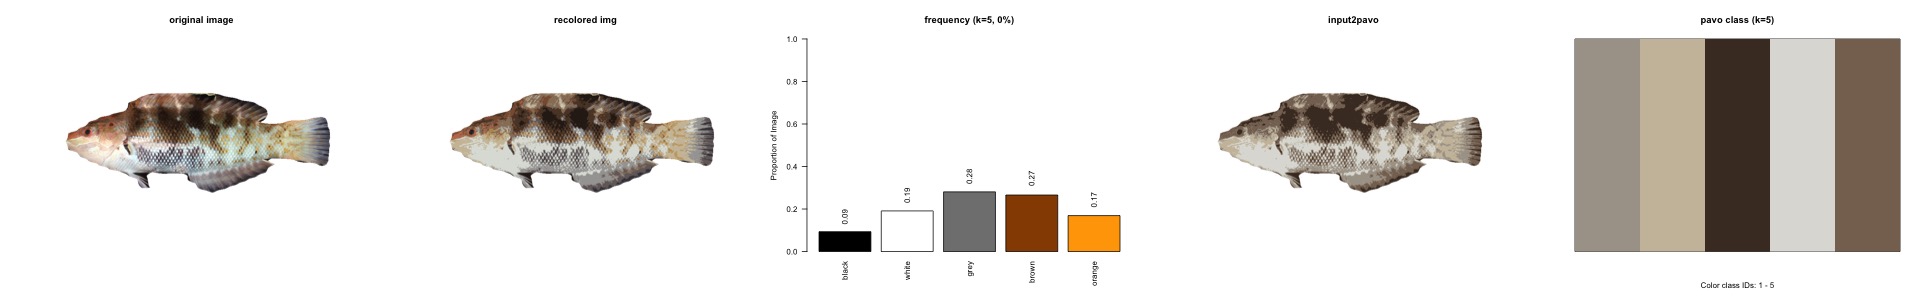 original image
recolored img
frequency (k=5, 0%)
input2pavo
pavo class (k=5)
Proportion of Image
1.0
0.8
0.6
0.4
0.2
0.0
0.09
0.19
0.28
0.27
0.17
black
white
grey
brown
orange
Color class IDs: 1 - 5